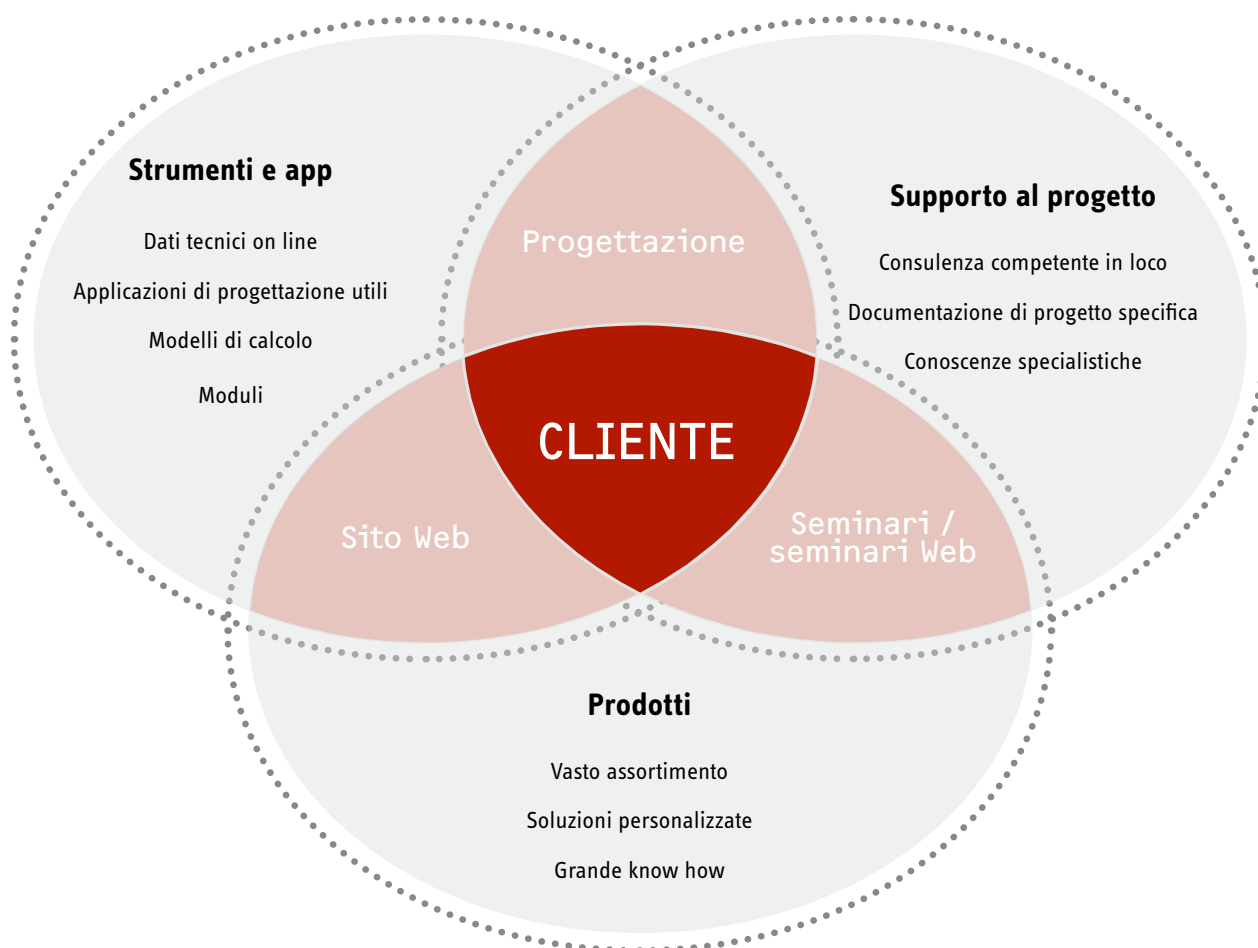 Strumenti e app
Dati tecnici on line
Applicazioni di progettazione utili
Modelli di calcolo
Moduli
Progettazione
Supporto al progetto
Consulenza competente in loco
Documentazione di progetto specifica
Conoscenze specialistiche
CLIENTE
Sito Web
Seminari /
seminari Web
Prodotti
Vasto assortimento
Soluzioni personalizzate
Grande know how